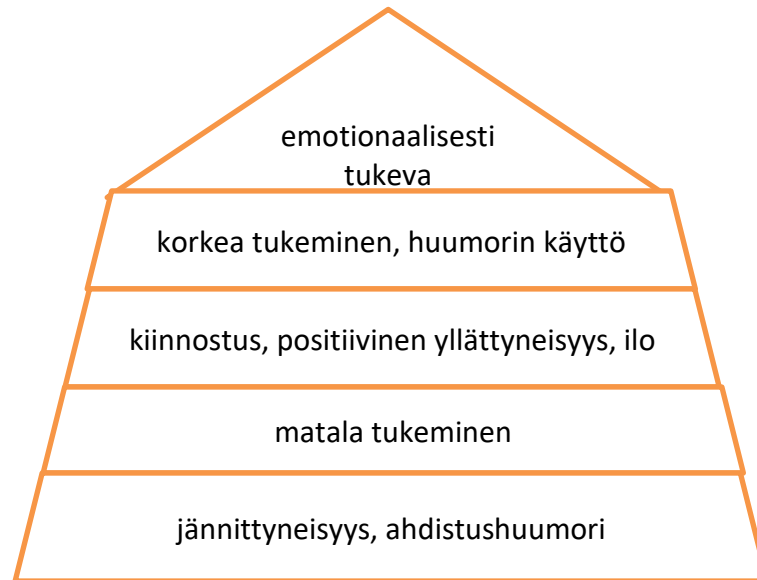 emotionaalisesti
tukeva
korkea tukeminen, huumorin käyttö
kiinnostus, positiivinen yllättyneisyys, ilo
matala tukeminen
jännittyneisyys, ahdistushuumori